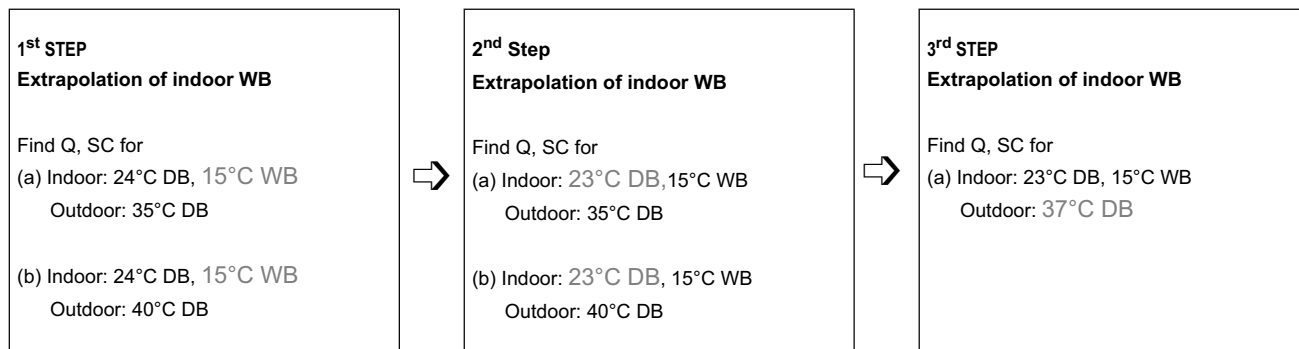 1st STEP
Extrapolation of indoor WB
Find Q, SC for
(a) Indoor: 24°C DB, 15°C WB
Outdoor: 35°C DB
(b) Indoor: 24°C DB, 15°C WB
Outdoor: 40°C DB
2nd Step
Extrapolation of indoor WB
Find Q, SC for
(a) Indoor: 23°C DB,15°C WB
Outdoor: 35°C DB
(b) Indoor: 23°C DB, 15°C WB
Outdoor: 40°C DB
3rd STEP
Extrapolation of indoor WB
Find Q, SC for
(a) Indoor: 23°C DB, 15°C WB
Outdoor: 37°C DB